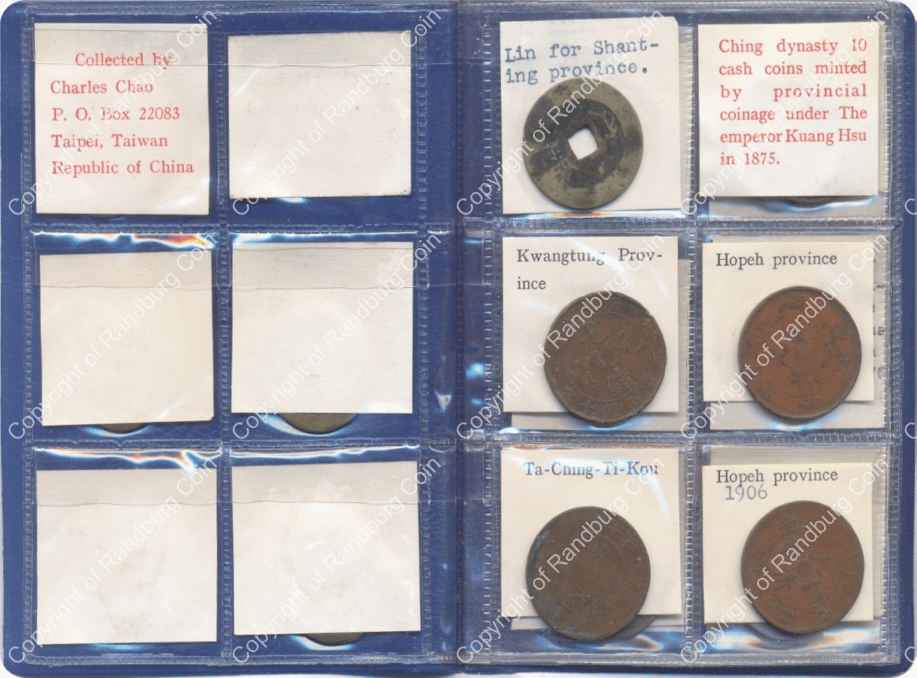 Collected by
Charles Chao
P. O. Box 22083
Taipei, Taiwan
Republic of China
Lin for Shant-
ing province.
Ching dynasty 10
cash coins minted
by provincial
coinage under The
emperor Kuang Hsu
in 1875.
Kwangtung Prov-
ince
Hopeh province
Ta-Ching-Ti-Kou
Hopeh province
1906
Copyright of Randburg Coin